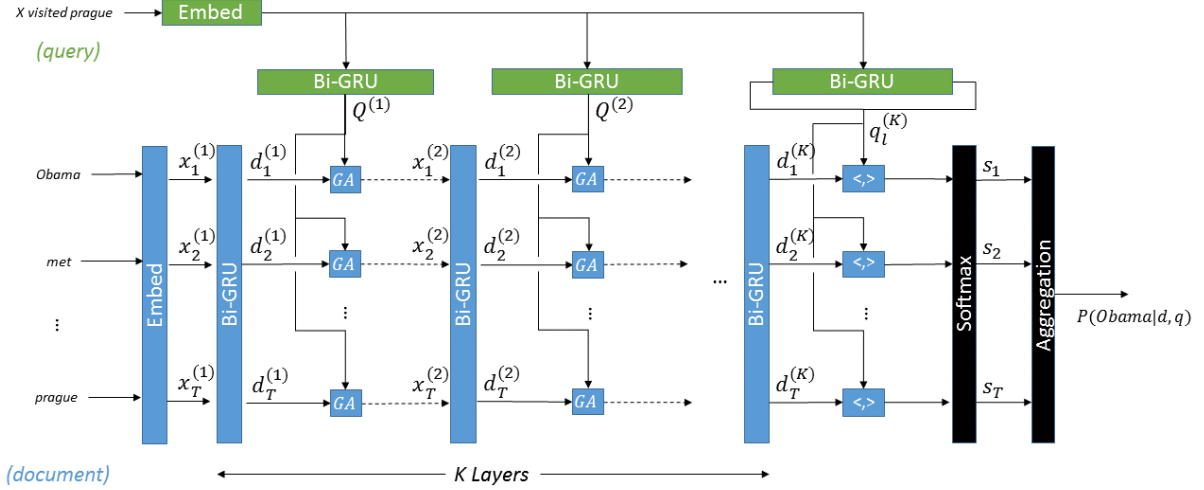 X visited prague
Embed
(query)
Bi-GRU
Bi-GRU
Bi-GRU
Q^{(1)}
Q^{(2)}
q_l^{(K)}
Obama
x_1^{(1)}
d_1^{(1)}
GA
x_1^{(2)}
d_1^{(2)}
GA
d_1^{(K)}
<,>
s_1
met
x_2^{(1)}
d_2^{(1)}
GA
x_2^{(2)}
d_2^{(2)}
GA
...
d_2^{(K)}
<,>
s_2
⋮
Embed
Bi-GRU
⋮
Bi-GRU
⋮
Bi-GRU
⋮
Softmax
Aggregation
P(Obama|d,q)
prague
x_T^{(1)}
d_T^{(1)}
GA
x_T^{(2)}
d_T^{(2)}
GA
d_T^{(K)}
<,>
s_T
(document)
K Layers